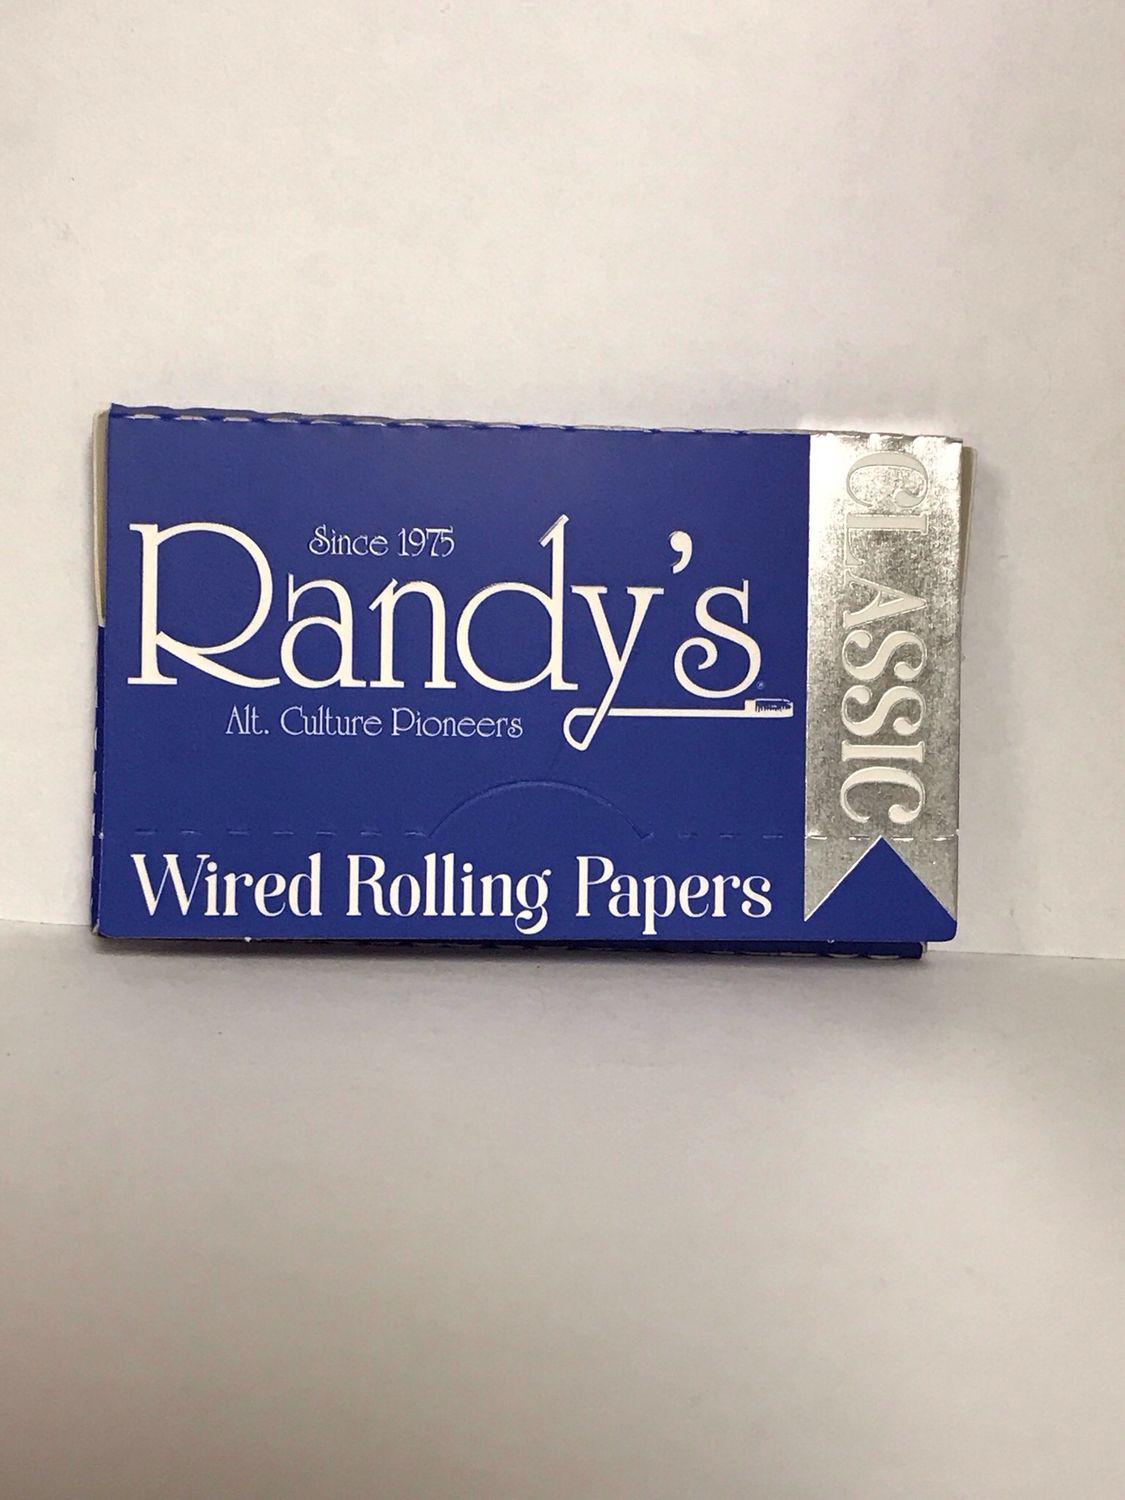 Since 1975
Randy's
Alt. Culture Pioneers
Wired Rolling Papers
CLASSIC